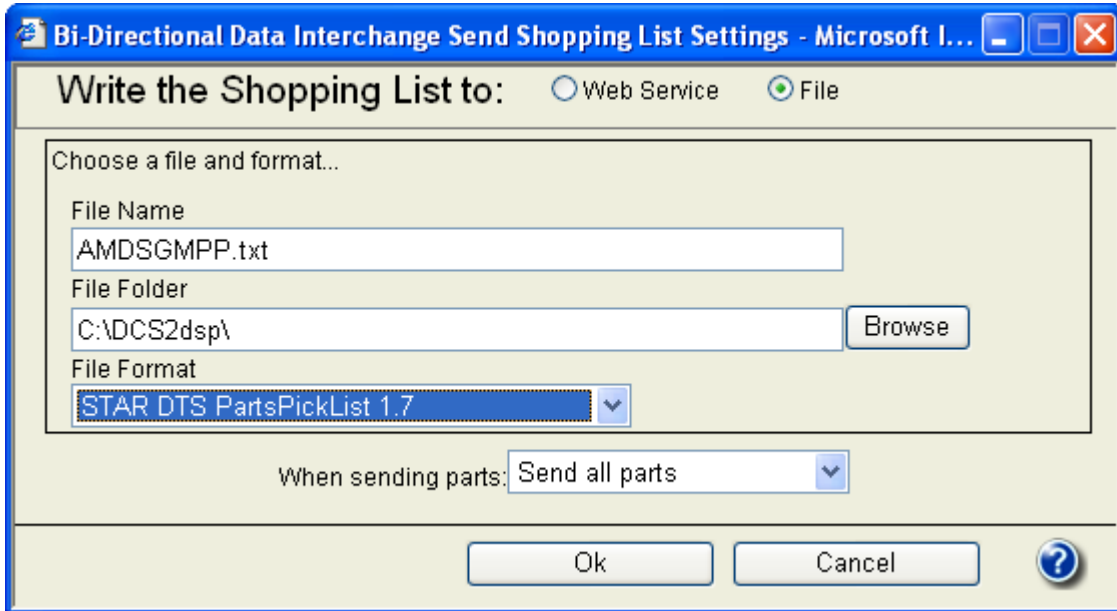 Bi-Directional Data Interchange Send Shopping List Settings - Microsoft I...
Write the Shopping List to: Web Service File
Choose a file and format...
File Name
AMDSGMPP.txt
File Folder
C:\DCS2dsp\
Browse
File Format
STAR DTS PartsPickList 1.7
When sending parts: Send all parts
Ok Cancel ?